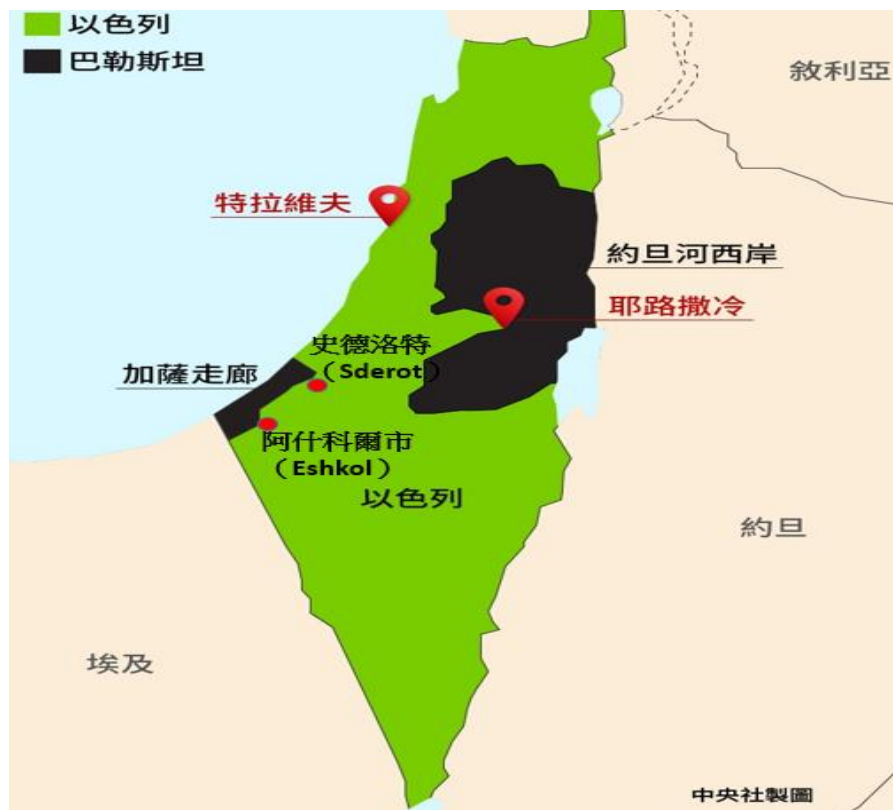 以色列
巴勒斯坦
敘利亞
特拉維夫
約旦河西岸
耶路撒冷
史德洛特
（Sderot）
加薩走廊
阿什科爾市
（Eshkol）
以色列
約旦
埃及
中央社製圖